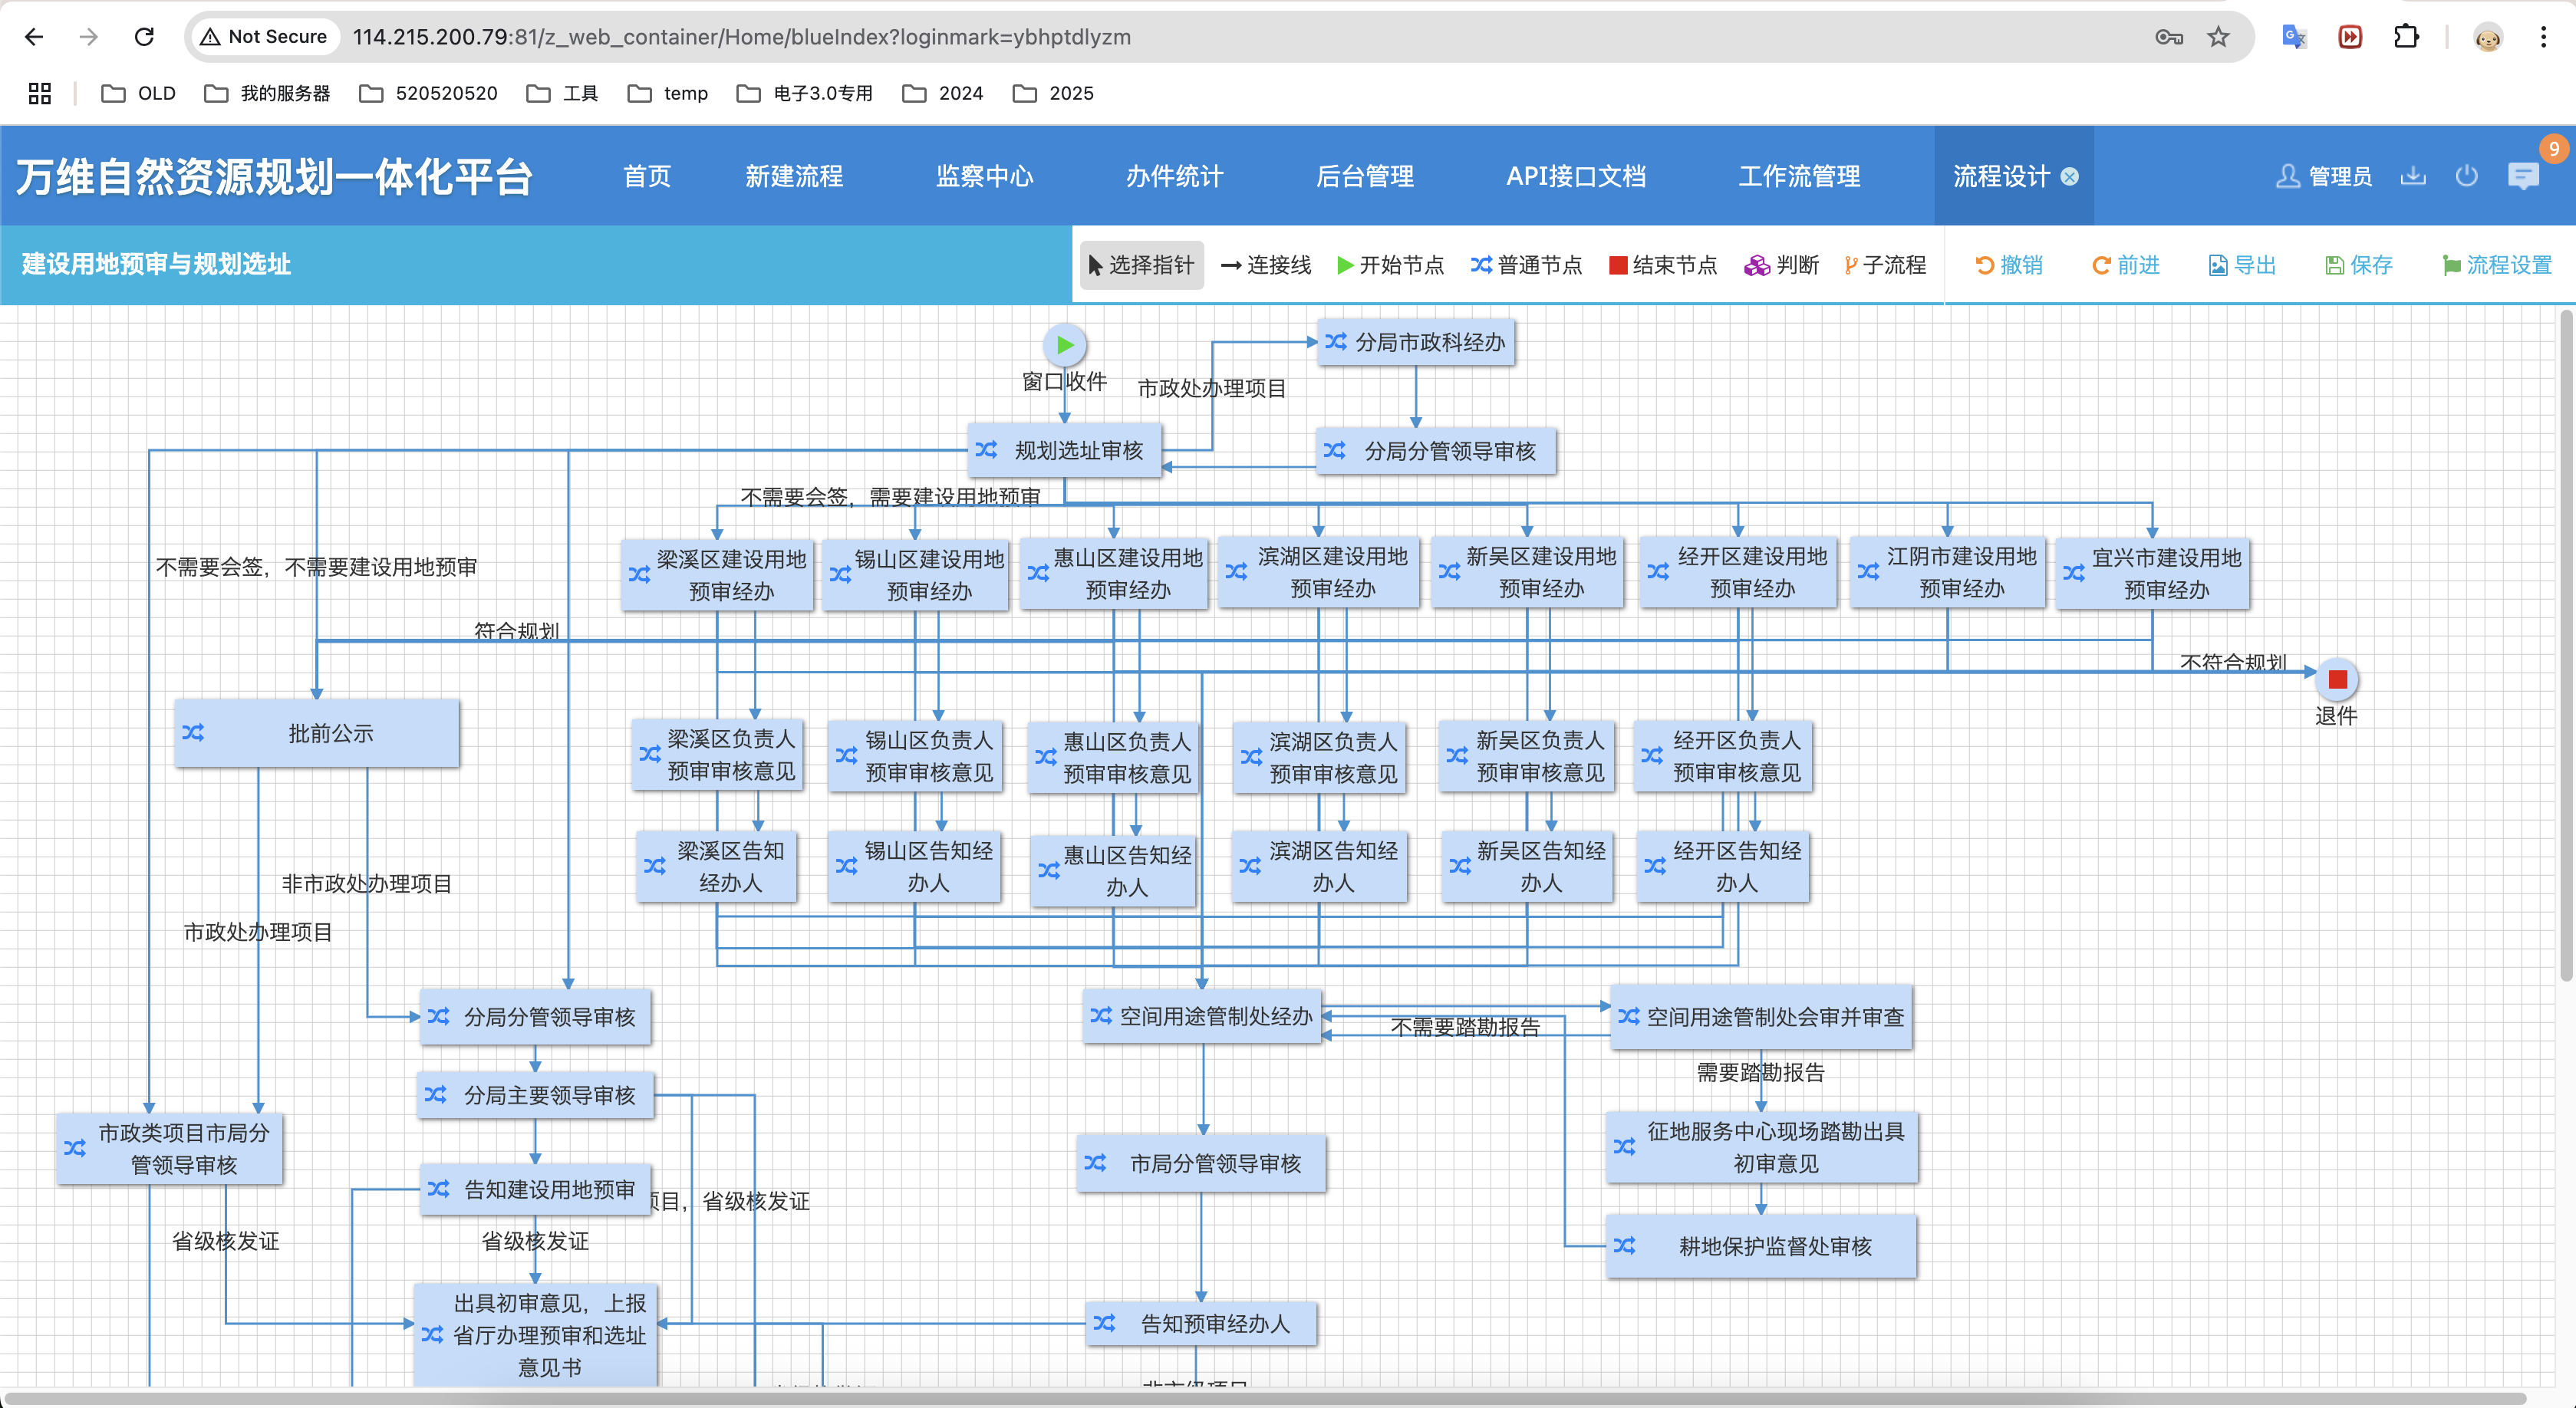 Not Secure
114.215.200.79:81/z_web_container/Home/blueIndex?loginmark=ybhptdlyzm
OLD
我的服务器
520520520
工具
temp
电子3.0专用
2024
2025
万维自然资源规划一体化平台
首页
新建流程
监察中心
办件统计
后台管理
API接口文档
工作流管理
流程设计
管理员
9
建设用地预审与规划选址
选择指针
连接线
开始节点
普通节点
结束节点
判断
子流程
撤销
前进
导出
保存
流程设置
分局市政科经办
窗口收件
市政处办理项目
规划选址审核
分局分管领导审核
不需要会签，需要建设用地预审
不需要会签，不需要建设用地预审
梁溪区建设用地
预审经办
锡山区建设用地
预审经办
惠山区建设用地
预审经办
滨湖区建设用地
预审经办
新吴区建设用地
预审经办
经开区建设用地
预审经办
江阴市建设用地
预审经办
宜兴市建设用地
预审经办
符合规划
不符合规划
退件
批前公示
梁溪区负责人
预审审核意见
锡山区负责人
预审审核意见
惠山区负责人
预审审核意见
滨湖区负责人
预审审核意见
新吴区负责人
预审审核意见
经开区负责人
预审审核意见
梁溪区告知
经办人
锡山区告知经
办人
惠山区告知经
办人
滨湖区告知经
办人
新吴区告知经
办人
经开区告知经
办人
非市政处办理项目
市政处办理项目
分局分管领导审核
空间用途管制处经办
不需要踏勘报告
空间用途管制处会审并审查
需要踏勘报告
分局主要领导审核
市政类项目市局分
管领导审核
市局分管领导审核
征地服务中心现场踏勘出具
初审意见
告知建设用地预审
项目，省级核发证
省级核发证
省级核发证
耕地保护监督处审核
出具初审意见，上报
省厅办理预审和选址
意见书
告知预审经办人
非市级项目